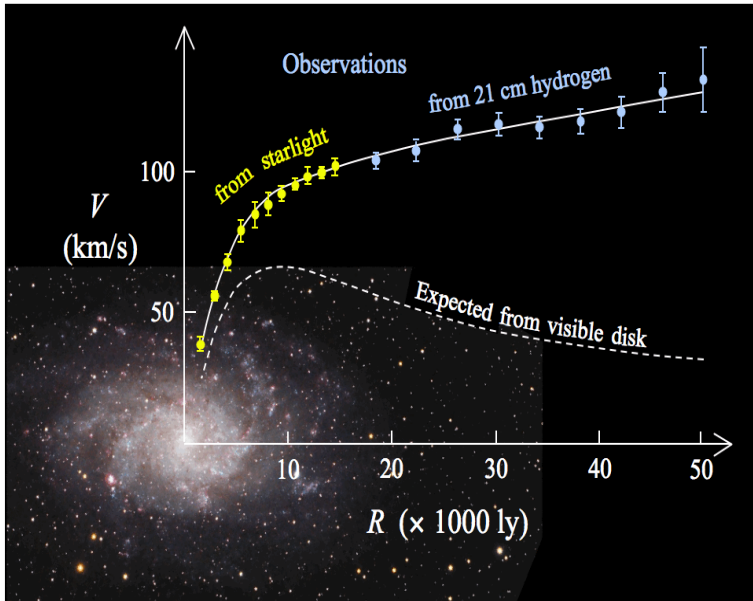 Observations
from 21 cm hydrogen
from starlight
100
V
(km/s)
50
Expected from visible disk
10 20 30 40 50
R (× 1000 ly)